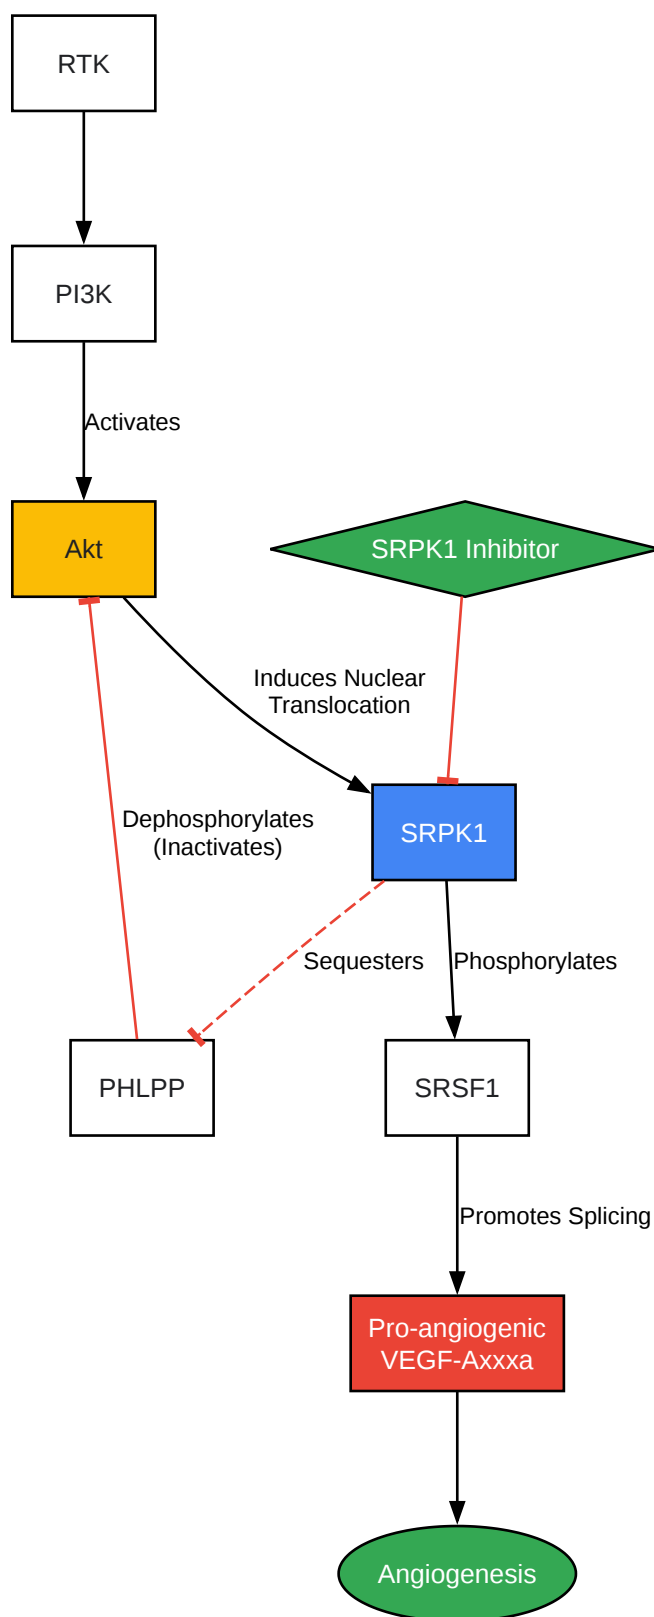 RTK
PI3K
Activates
Akt
SRPK1 Inhibitor
Induces Nuclear
Translocation
Dephosphorylates
(Inactivates)
SRPK1
Sequesters
Phosphorylates
PHLPP
SRSF1
Promotes Splicing
Pro-angiogenic
VEGF-Axxxa
Angiogenesis